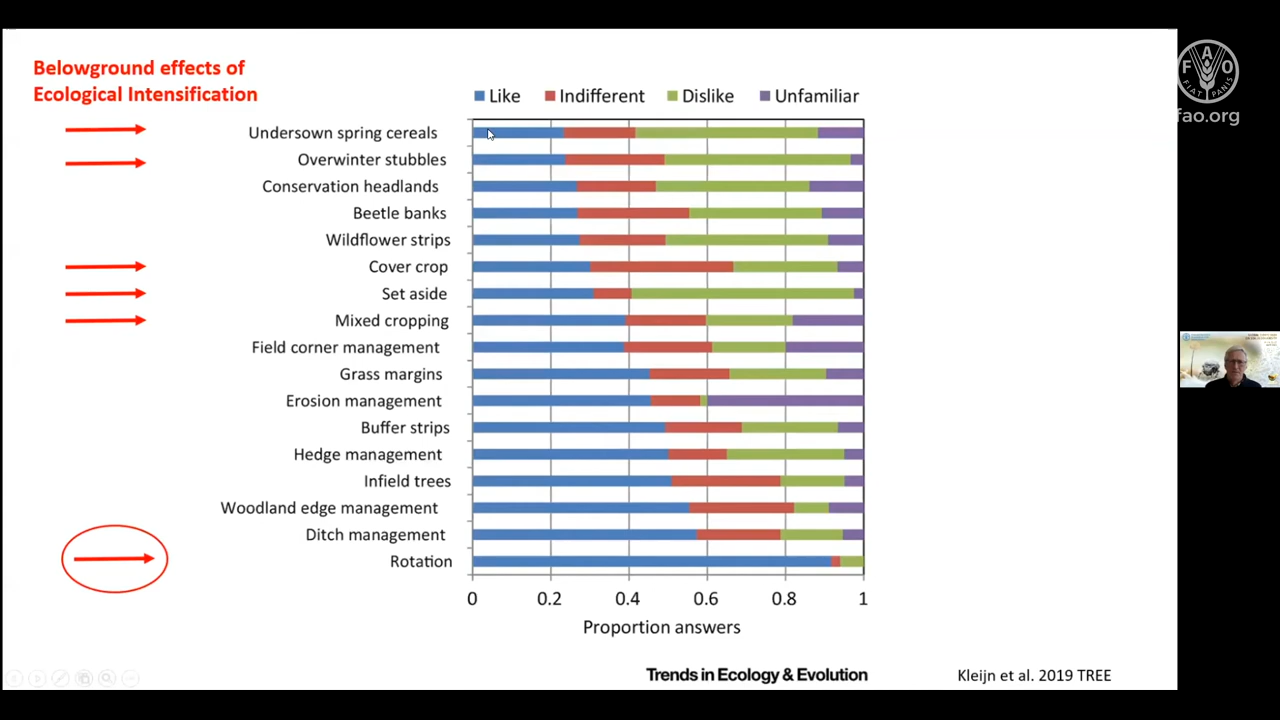 Belowground effects of
Ecological Intensification
Like Indifferent Dislike Unfamiliar
Undersown spring cereals
Overwinter stubbles
Conservation headlands
Beetle banks
Wildflower strips
Cover crop
Set aside
Mixed cropping
Field corner management
Grass margins
Erosion management
Buffer strips
Hedge management
Infield trees
Woodland edge management
Ditch management
Rotation
0 0.2 0.4 0.6 0.8 1
Proportion answers
Trends in Ecology & Evolution
Kleijn et al. 2019 TREE
F A O
FIAT PANIS
fao.org